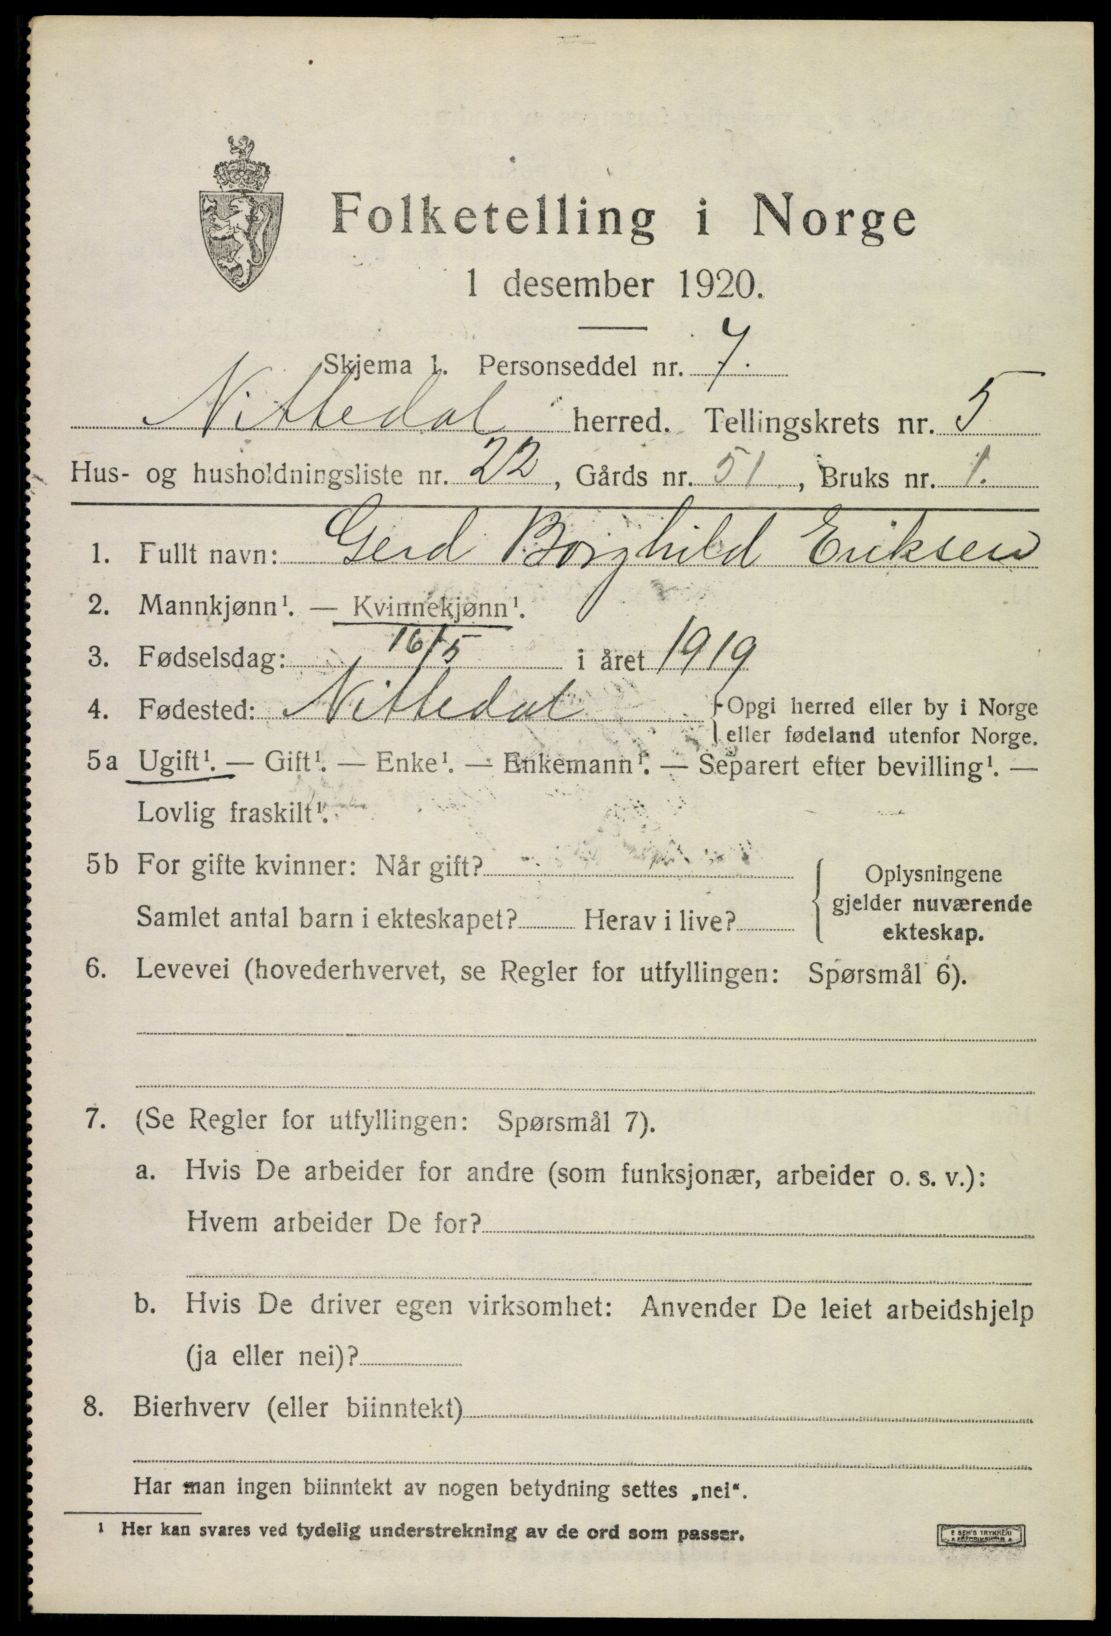 Folketelling i Norge
1 desember 1920.
Skjema 1. Personseddel nr. 7.
Nittedal herred. Tellingskrets nr. 5
Hus- og husholdningsliste nr. 22, Gårds nr. 51, Bruks nr. 1.
1. Fullt navn: Gerd Borghild Eriksen
2. Mannkjønn¹. — Kvinnekjønn¹.
3. Fødselsdag: 16/5 i året 1919
4. Fødested: Nittedal { Opgi herred eller by i Norge
eller fødeland utenfor Norge.
5a Ugift¹. — Gift¹. — Enke¹. — Enkemann¹. — Separert efter bevilling¹. —
Lovlig fraskilt¹.
5b For gifte kvinner: Når gift?
Samlet antal barn i ekteskapet? Herav i live?
Oplysningene
gjelder nuværende
ekteskap.
6. Levevei (hovederhvervet, se Regler for utfyllingen: Spørsmål 6).
7. (Se Regler for utfyllingen: Spørsmål 7).
a. Hvis De arbeider for andre (som funksjonær, arbeider o. s. v.):
Hvem arbeider De for?
b. Hvis De driver egen virksomhet: Anvender De leiet arbeidshjelp
(ja eller nei)?
8. Bierhverv (eller biinntekt)
Har man ingen biinntekt av nogen betydning settes „nei“.
¹ Her kan svares ved tydelig understrekning av de ord som passer.